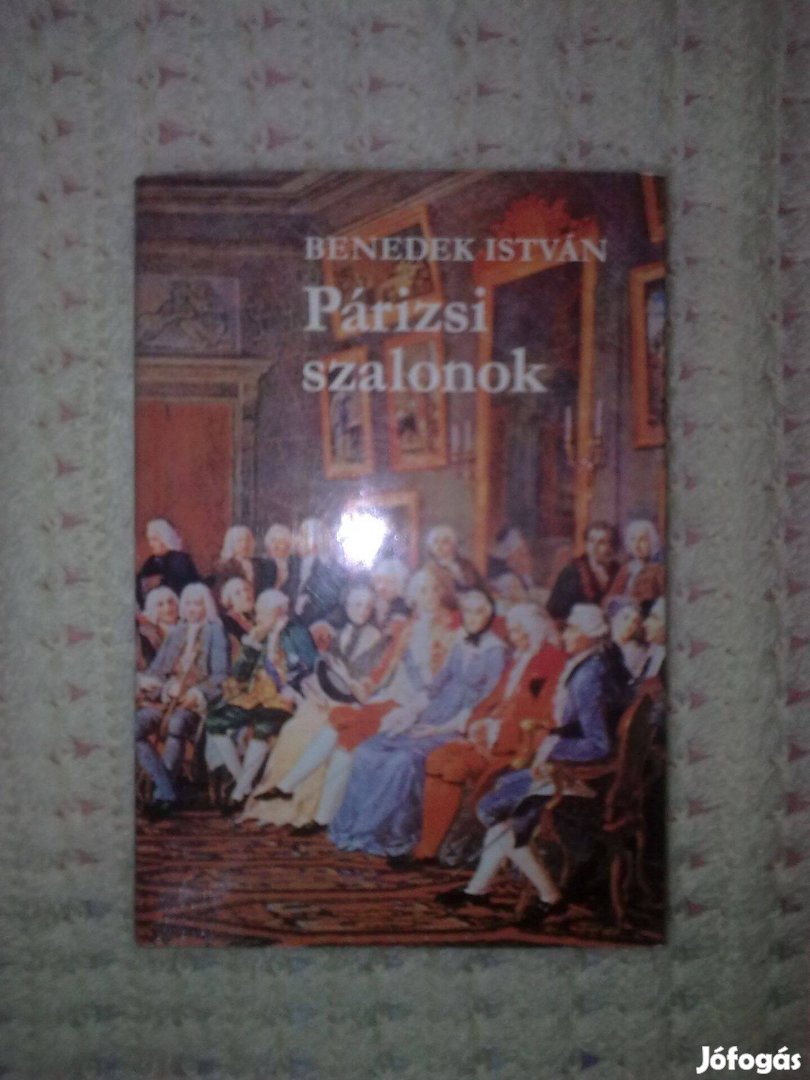 BENEDEK ISTVÁN
Párizsi
szalonok
Jófogás